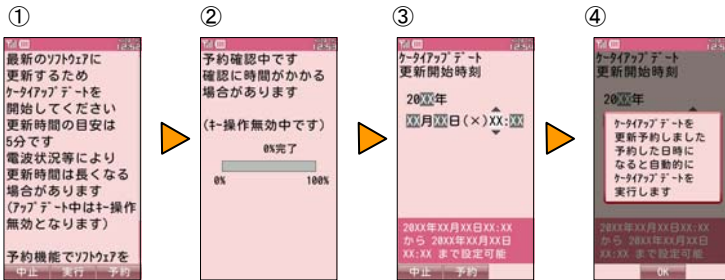 ①
最新のｿﾌﾄｳｪｱに
更新するため
ｹｰﾀｲｱｯﾌﾟﾃﾞｰﾄを
開始してください
更新時間の目安は
5分です
電波状況等により
更新時間は長くなる
場合があります
(ｱｯﾌﾟﾃﾞｰﾄ中はｷｰ操作
無効となります)
予約機能でｿﾌﾄｳｪｱを
中止 実行 予約
②
予約確認中です
確認に時間がかかる
場合があります
(ｷｰ操作無効中です)
0%完了
0% 100%
③
ｹｰﾀｲｱｯﾌﾟﾃﾞｰﾄ
更新開始時刻
20XX年
XX月XX日(×)XX:XX
20XX年XX月XX日XX:XX
から 20XX年XX月XX日
XX:XX まで設定可能
中止 予約
④
ｹｰﾀｲｱｯﾌﾟﾃﾞｰﾄ
更新開始時刻
20XX年
ｹｰﾀｲｱｯﾌﾟﾃﾞｰﾄを
更新予約しました
予約した日時に
なると自動的に
ｹｰﾀｲｱｯﾌﾟﾃﾞｰﾄを
実行します
20XX年XX月XX日XX:XX
から 20XX年XX月XX日
XX:XX まで設定可能
OK